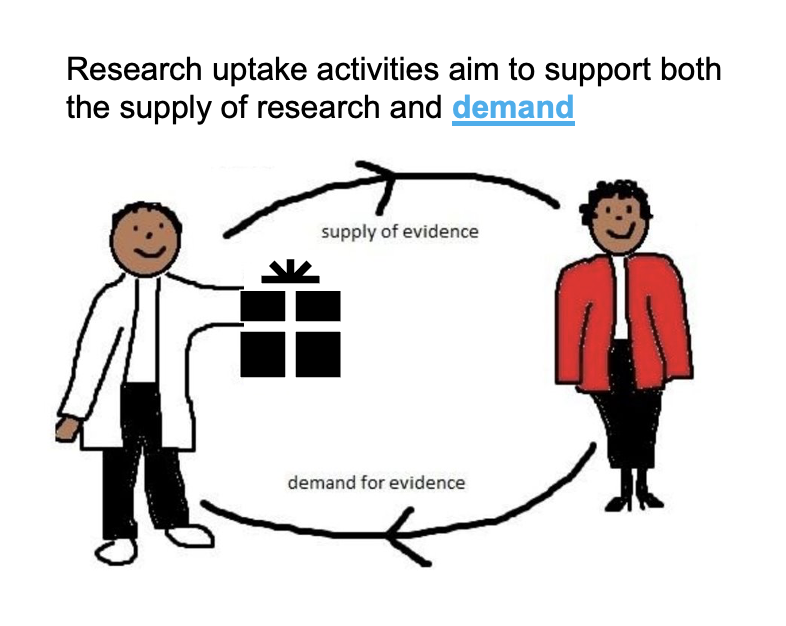 Research uptake activities aim to support both
the supply of research and demand
supply of evidence
demand for evidence